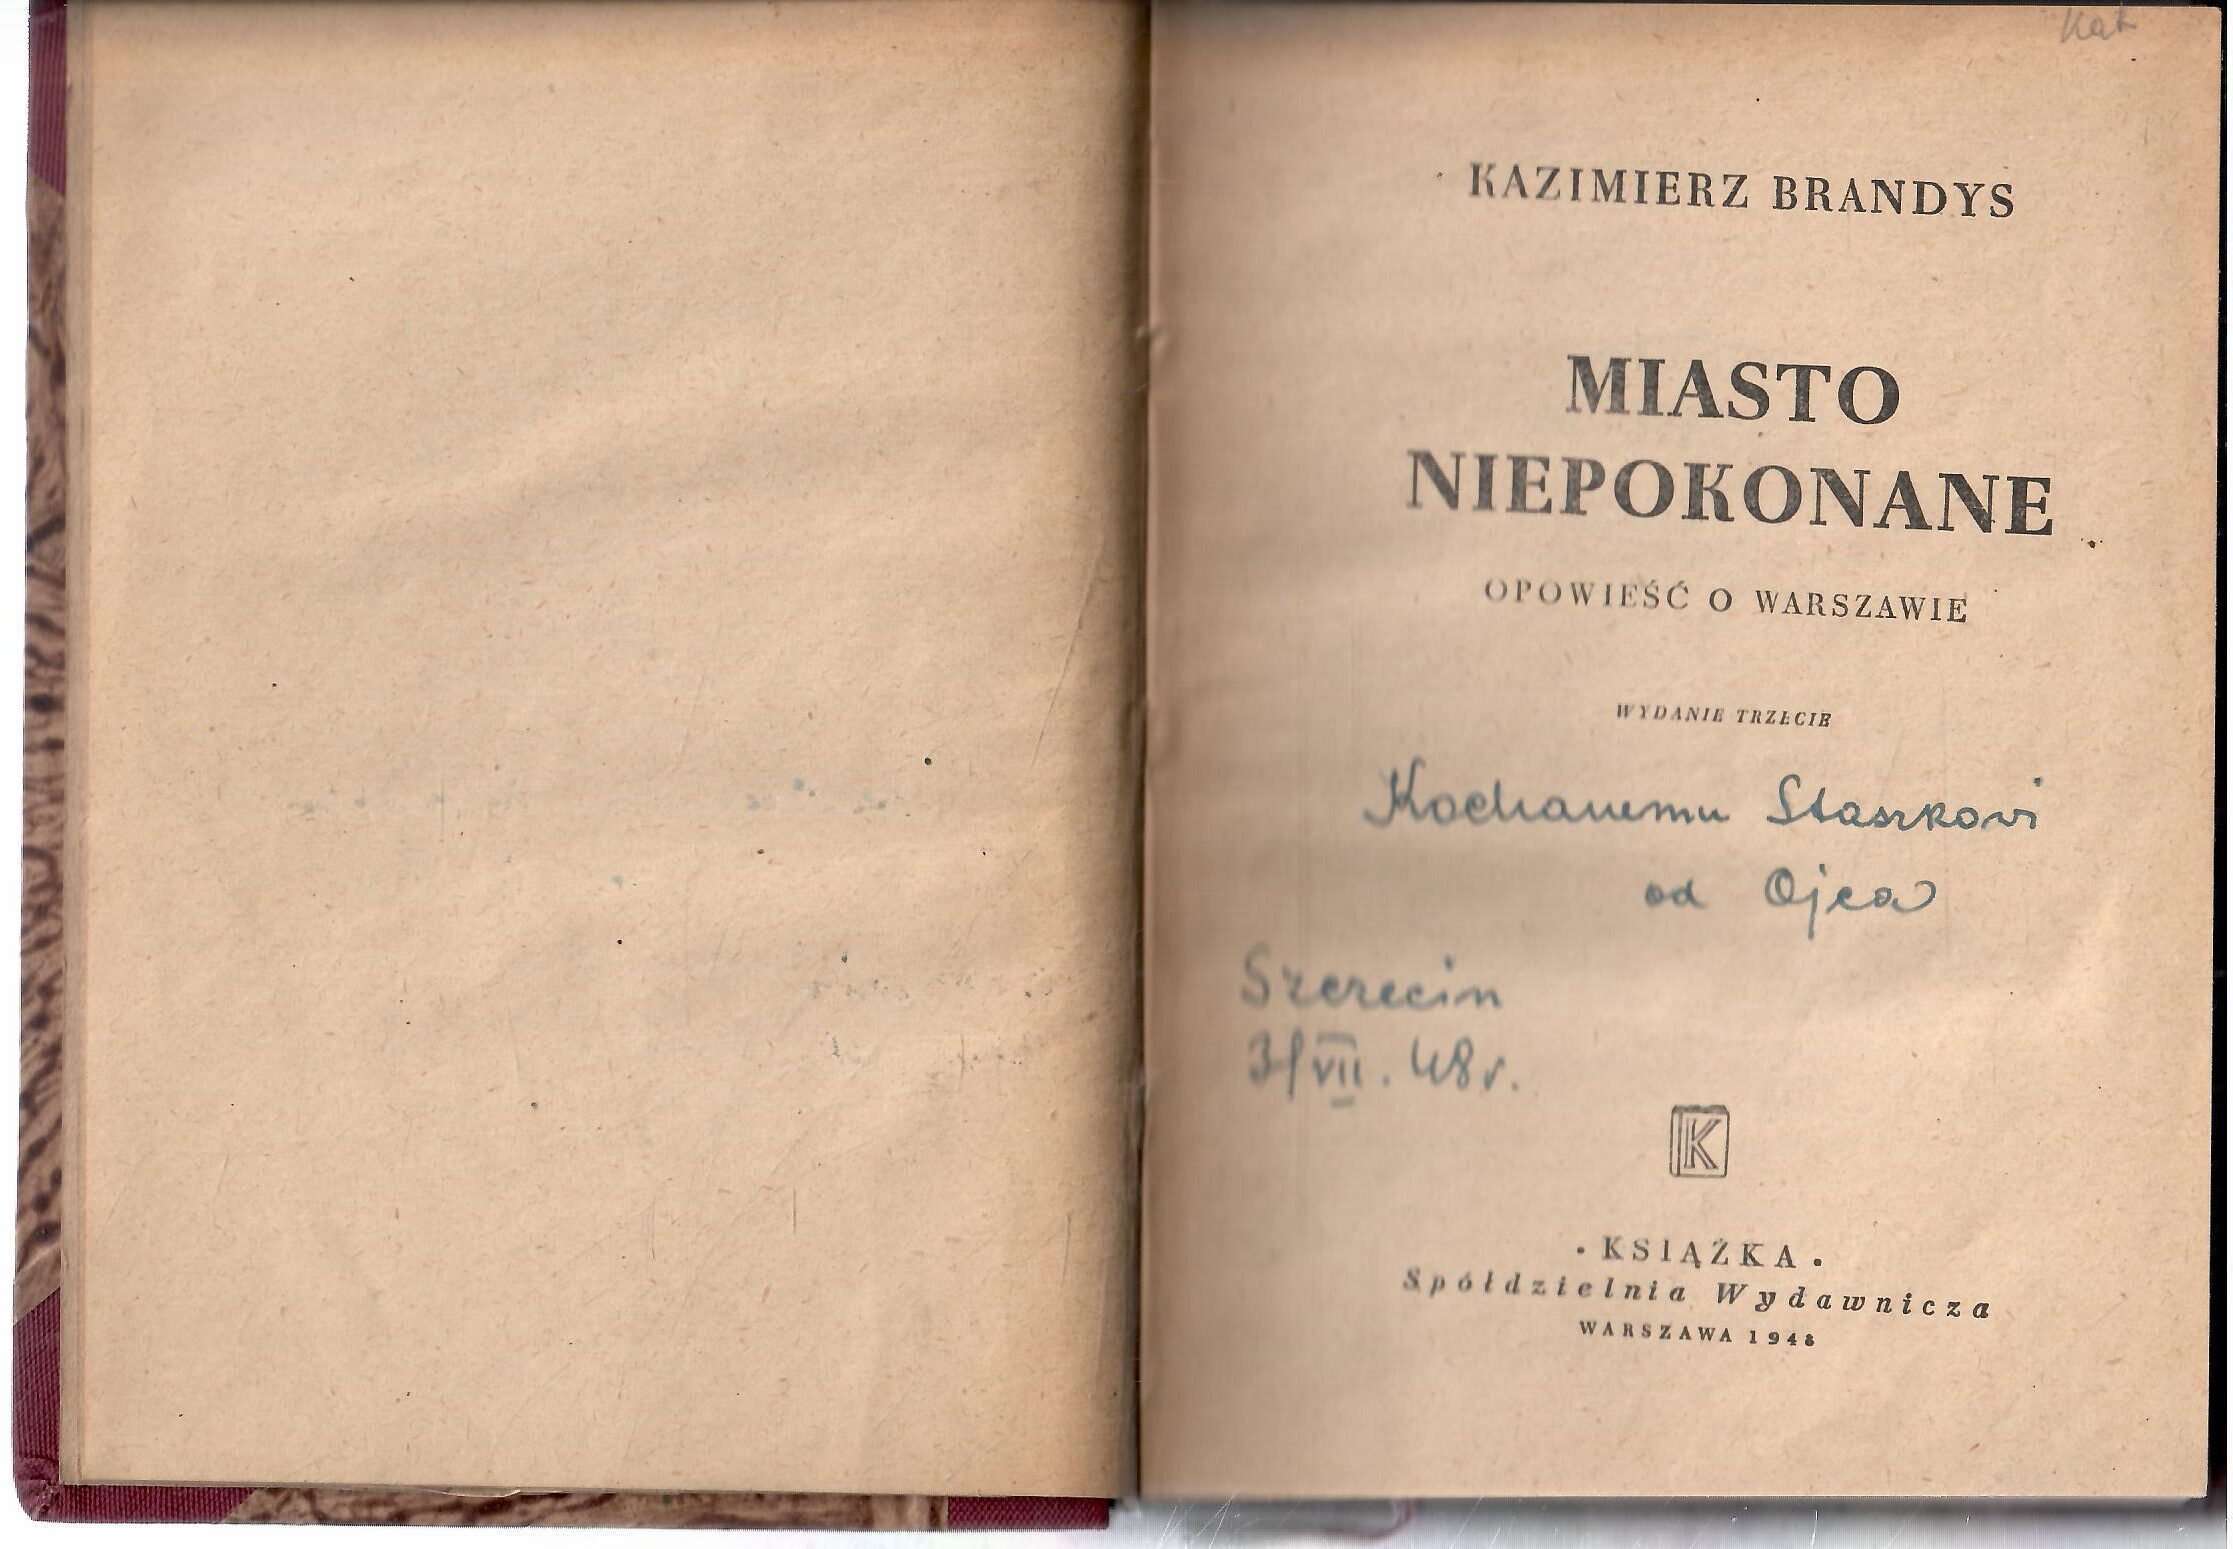 Kat
KAZIMIERZ BRANDYS
MIASTO
NIEPOKONANE
OPOWIEŚĆ O WARSZAWIE
WYDANIE TRZECIE
Kochanemu Staszkowi
od Ojca
Szczecin
3/VII. 48 r.
K
• KSIĄŻKA •
Spółdzielnia Wydawnicza
WARSZAWA 1948